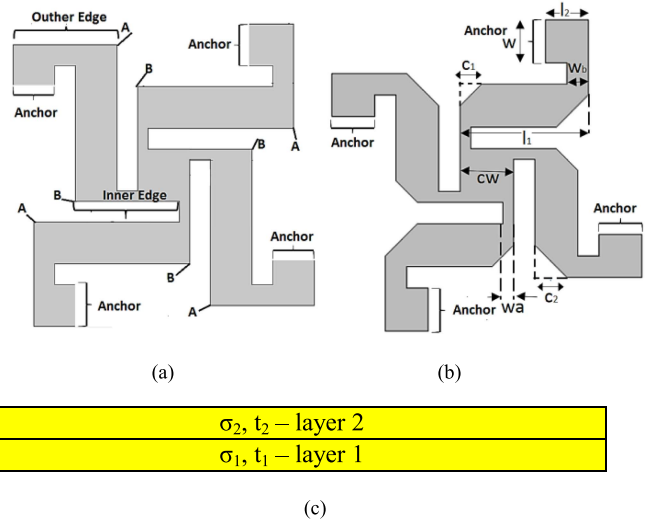 Outher Edge
A
Anchor
B
Anchor
A
B
B
Inner Edge
A
Anchor
B
A
Anchor
l2
Anchor
W
Wb
C1
l1
Anchor
CW
Anchor
Anchor
wa
C2
(a)
(b)
σ2, t2 – layer 2
σ1, t1 – layer 1
(c)